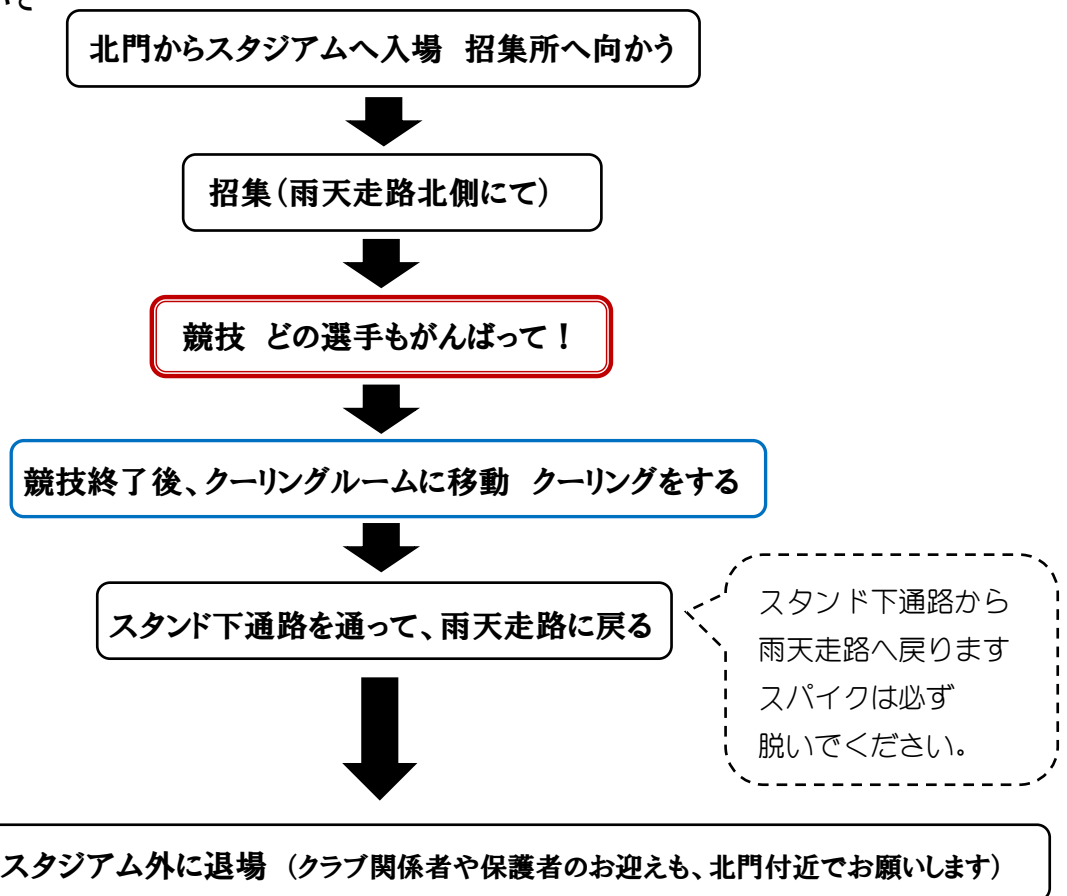 いて
北門からスタジアムへ入場 招集所へ向かう
招集(雨天走路北側にて)
競技 どの選手もがんばって!
競技終了後、クーリングルームに移動 クーリングをする
スタンド下通路を通って、雨天走路に戻る
スタンド下通路から
雨天走路へ戻ります
スパイクは必ず
脱いでください。
スタジアム外に退場 (クラブ関係者や保護者のお迎えも、北門付近でお願いします)